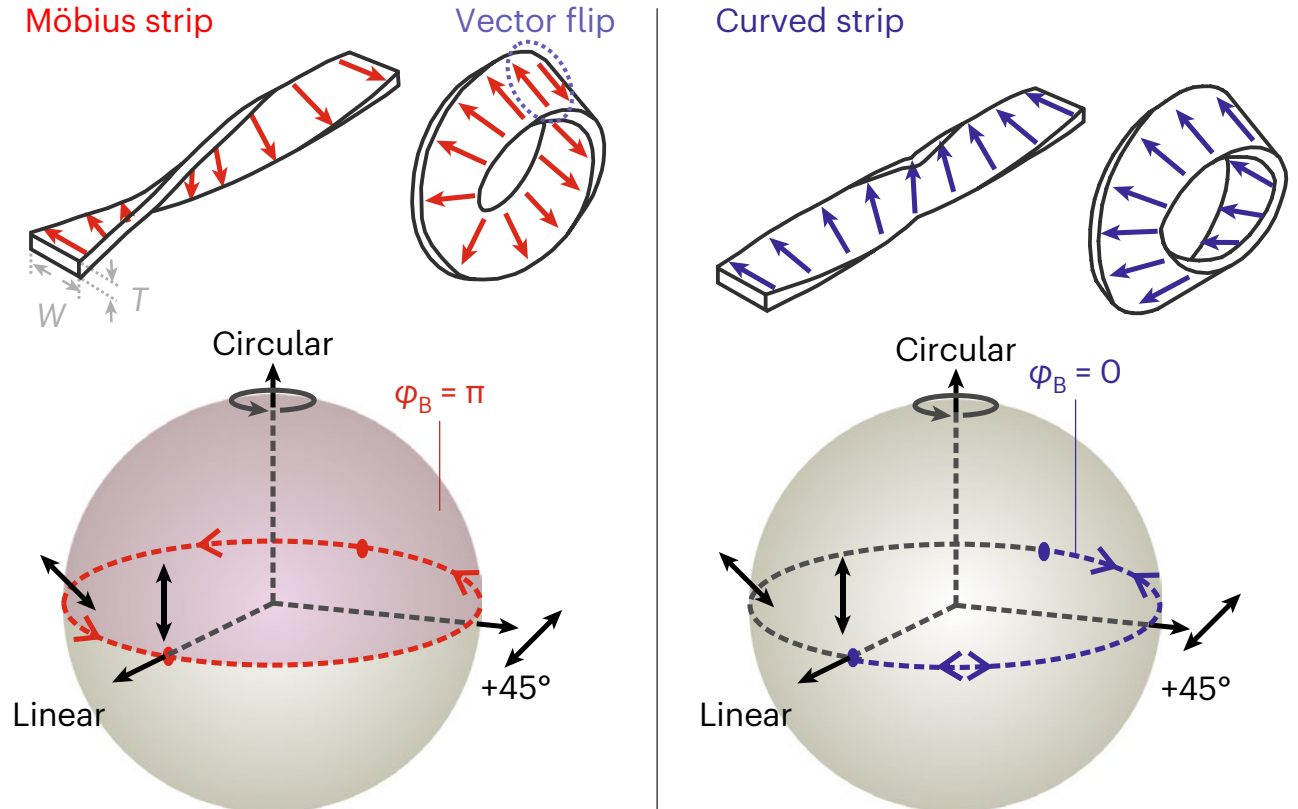 Möbius strip
Vector flip
W
T
Circular
φB = π
Linear
+45°
Curved strip
Circular
φB = 0
Linear
+45°